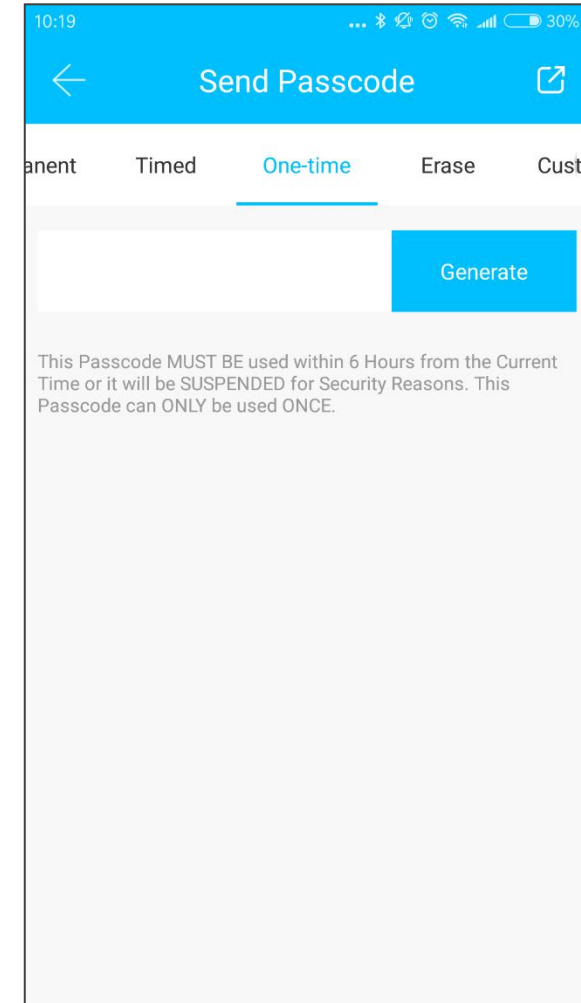 10:19 ... 30%
Send Passcode
anent Timed One-time Erase Cust
Generate
This Passcode MUST BE used within 6 Hours from the Current
Time or it will be SUSPENDED for Security Reasons. This
Passcode can ONLY be used ONCE.